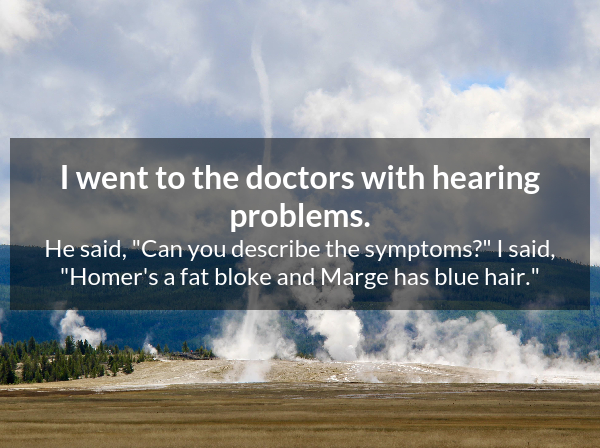 I went to the doctors with hearing
problems.
He said, "Can you describe the symptoms?" I said,
"Homer's a fat bloke and Marge has blue hair."